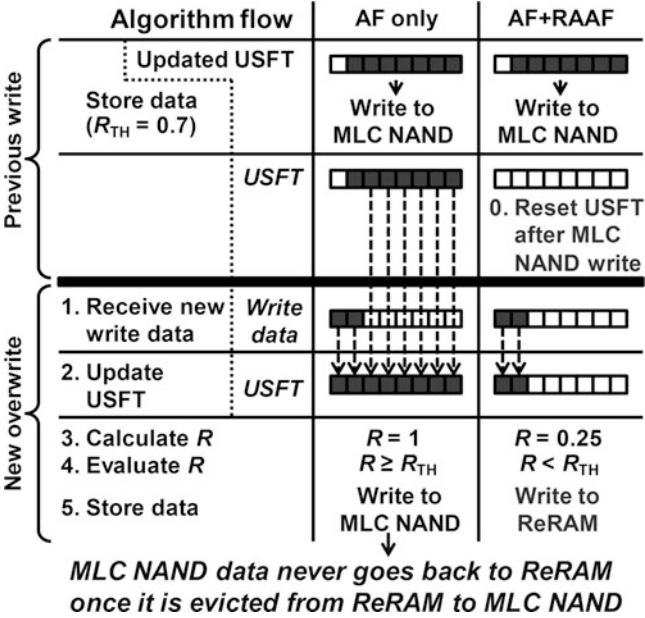 Algorithm flow AF only AF+RAAF
Previous write
Updated USFT
Store data
(R_TH = 0.7)
Write to
MLC NAND
Write to
MLC NAND
USFT
0. Reset USFT
after MLC
NAND write
New overwrite
1. Receive new
write data
Write
data
2. Update
USFT
USFT
3. Calculate R
4. Evaluate R
5. Store data
R = 1
R ≥ R_TH
Write to
MLC NAND
R = 0.25
R < R_TH
Write to
ReRAM
MLC NAND data never goes back to ReRAM
once it is evicted from ReRAM to MLC NAND